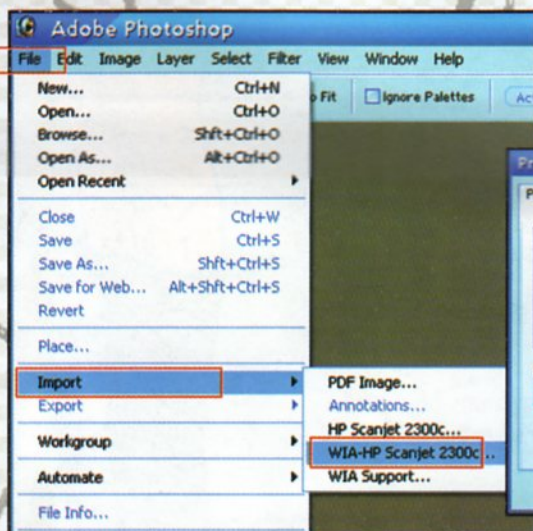 Adobe Photoshop
File Edit Image Layer Select Filter View Window Help
New... Ctrl+N
Fit Ignore Palettes
Open... Ctrl+O
Browse... Shft+Ctrl+O
Open As... Alt+Ctrl+O
Open Recent
Close Ctrl+W
Save Ctrl+S
Save As... Shft+Ctrl+S
Save for Web... Alt+Shft+Ctrl+S
Revert
Place...
Import
PDF Image...
Export
Annotations...
HP Scanjet 2300c...
Workgroup
WIA-HP Scanjet 2300c...
Automate
WIA Support...
File Info...